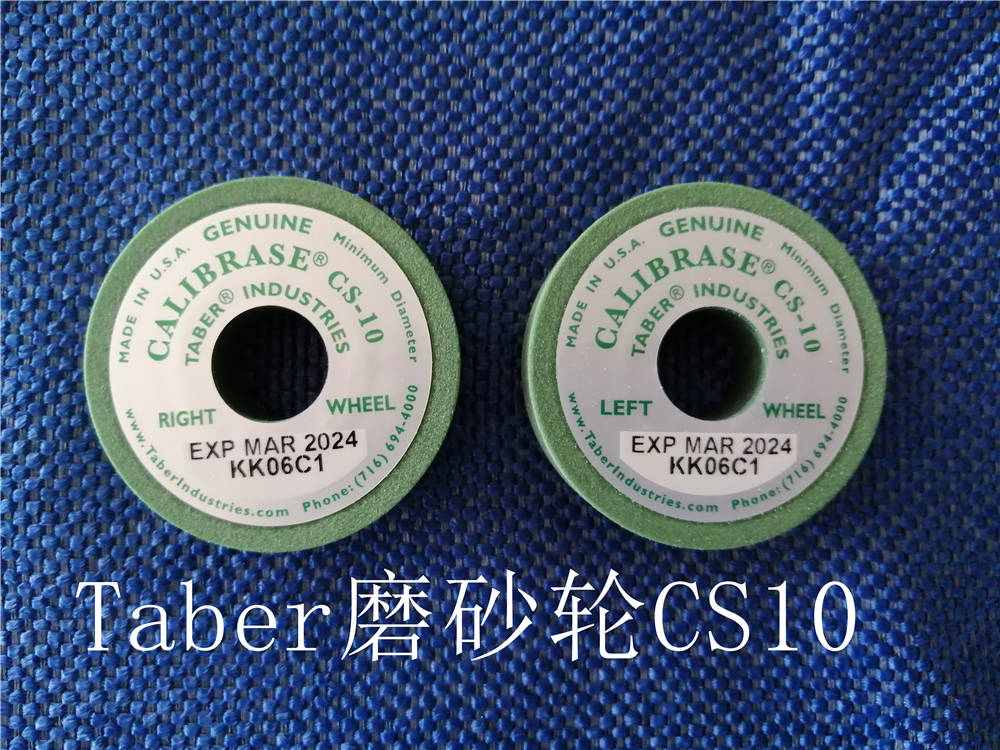 GENUINE
MADE IN U.S.A.
CALIBRASE® CS-10
Minimum Diameter
TABER® INDUSTRIES
RIGHT WHEEL
EXP MAR 2024
KK06C1
www.TaberIndustries.com Phone: (716) 694-4000
GENUINE
MADE IN U.S.A.
CALIBRASE® CS-10
Minimum Diameter
TABER® INDUSTRIES
LEFT WHEEL
EXP MAR 2024
KK06C1
www.TaberIndustries.com Phone: (716) 694-4000
Taber磨砂轮CS10